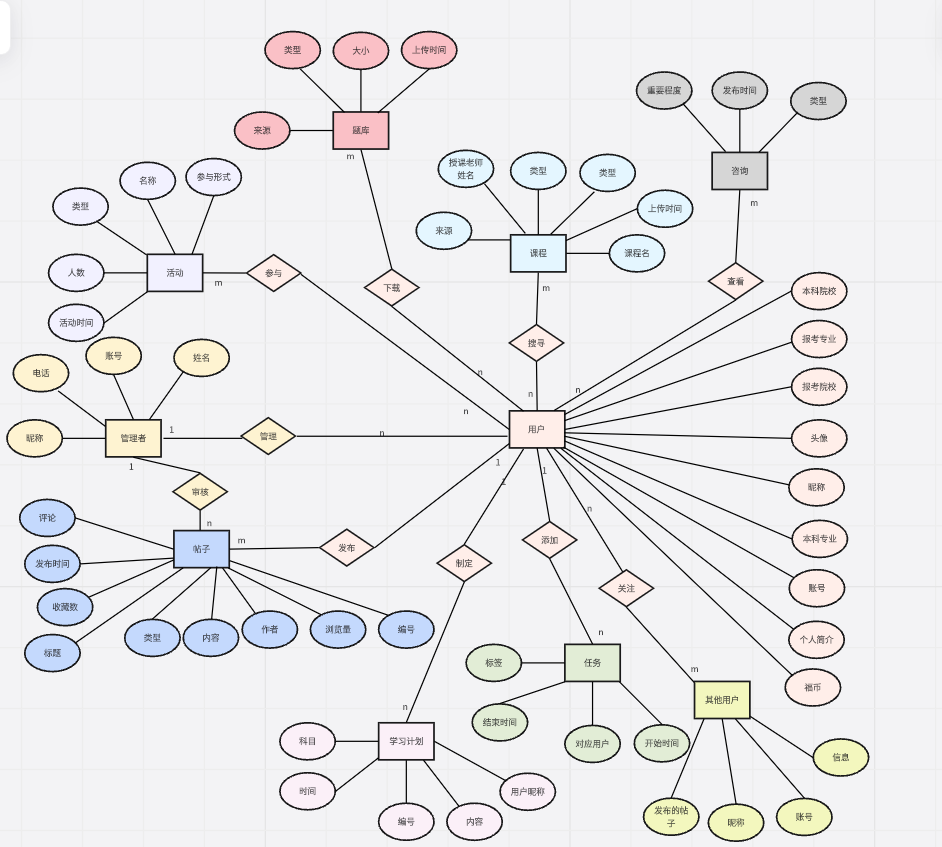 类型
大小
上传时间
来源
题库
m
重要程度
发布时间
类型
咨询
m
授课老师
姓名
类型
类型
上传时间
来源
课程
课程名
m
名称
参与形式
类型
人数
活动
活动时间
m
参与
下载
搜寻
查看
n
n
n
n
账号
姓名
电话
昵称
管理者
1
1
管理
n
用户
本科院校
报考专业
报考院校
头像
昵称
本科专业
账号
个人简介
福币
审核
n
评论
发布时间
收藏数
标题
帖子
m
发布
1
类型
内容
作者
浏览量
编号
1
制定
n
1
添加
n
n
关注
m
标签
任务
结束时间
对应用户
开始时间
其他用户
信息
发布的帖
子
昵称
账号
科目
学习计划
时间
编号
内容
用户昵称